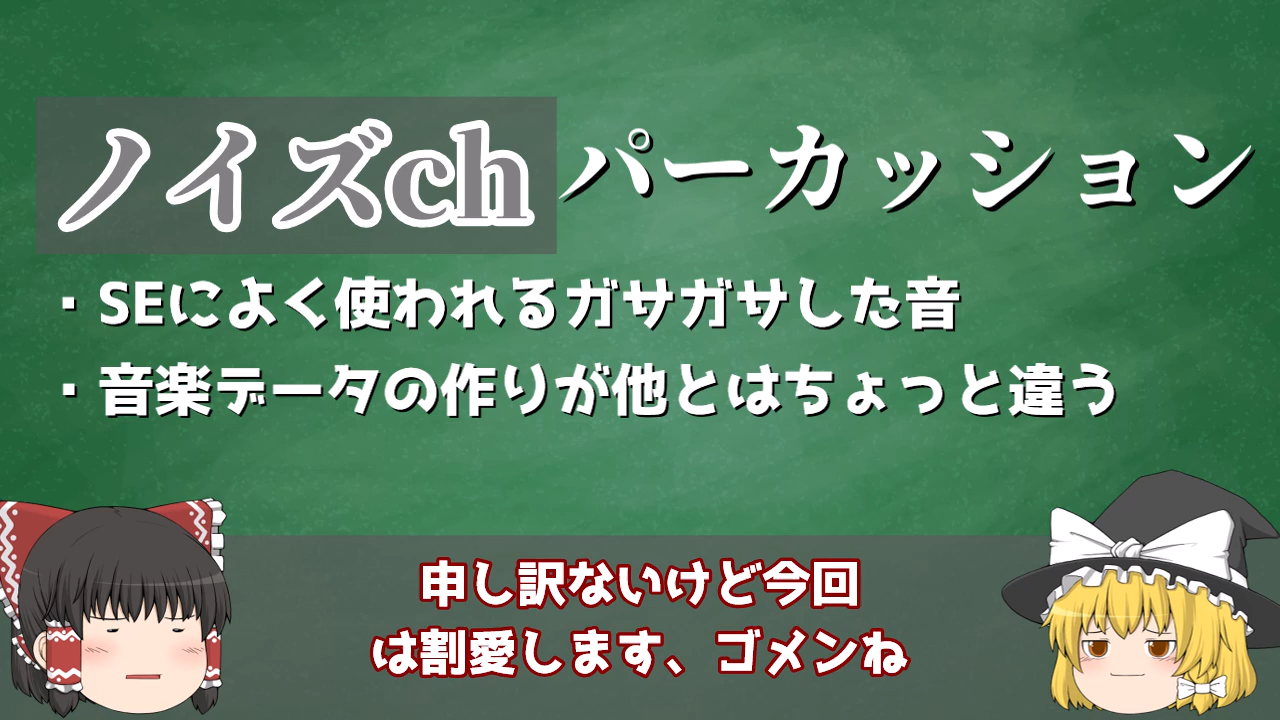 ノイズch パーカッション
・SEによく使われるガサガサした音
・音楽データの作りが他とはちょっと違う
申し訳ないけど今回
は割愛します、ゴメンね